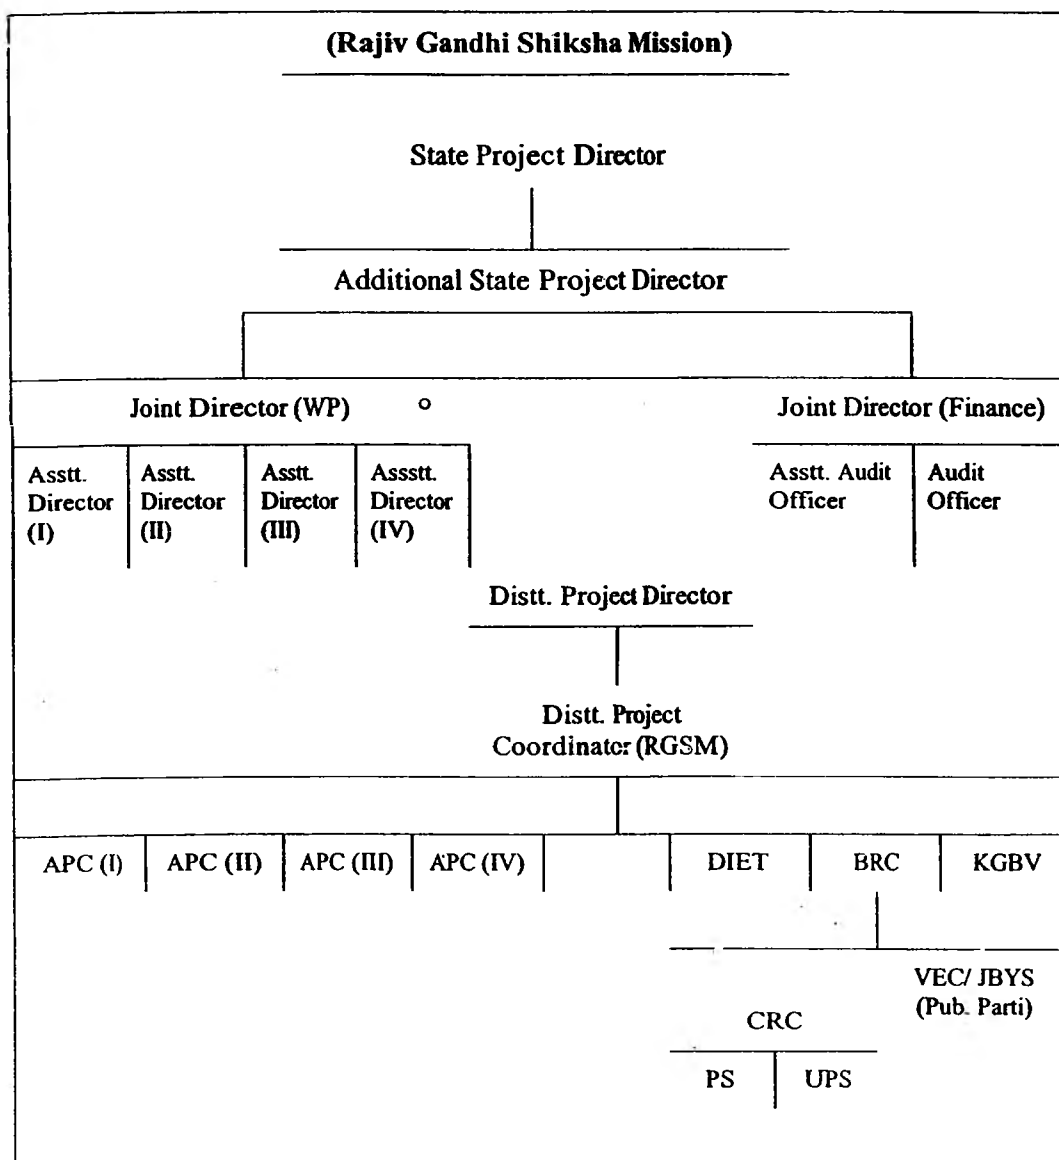 (Rajiv Gandhi Shiksha Mission)
State Project Director
Additional State Project Director
Joint Director (WP)
Joint Director (Finance)
Asstt.
Director
(I)
Asstt.
Director
(II)
Asstt.
Director
(III)
Assstt.
Director
(IV)
Asstt. Audit
Officer
Audit
Officer
Distt. Project Director
Distt. Project
Coordinator (RGSM)
APC (I)
APC (II)
APC (III)
APC (IV)
DIET
BRC
KGBV
VEC/ JBYS
(Pub. Parti)
CRC
PS
UPS